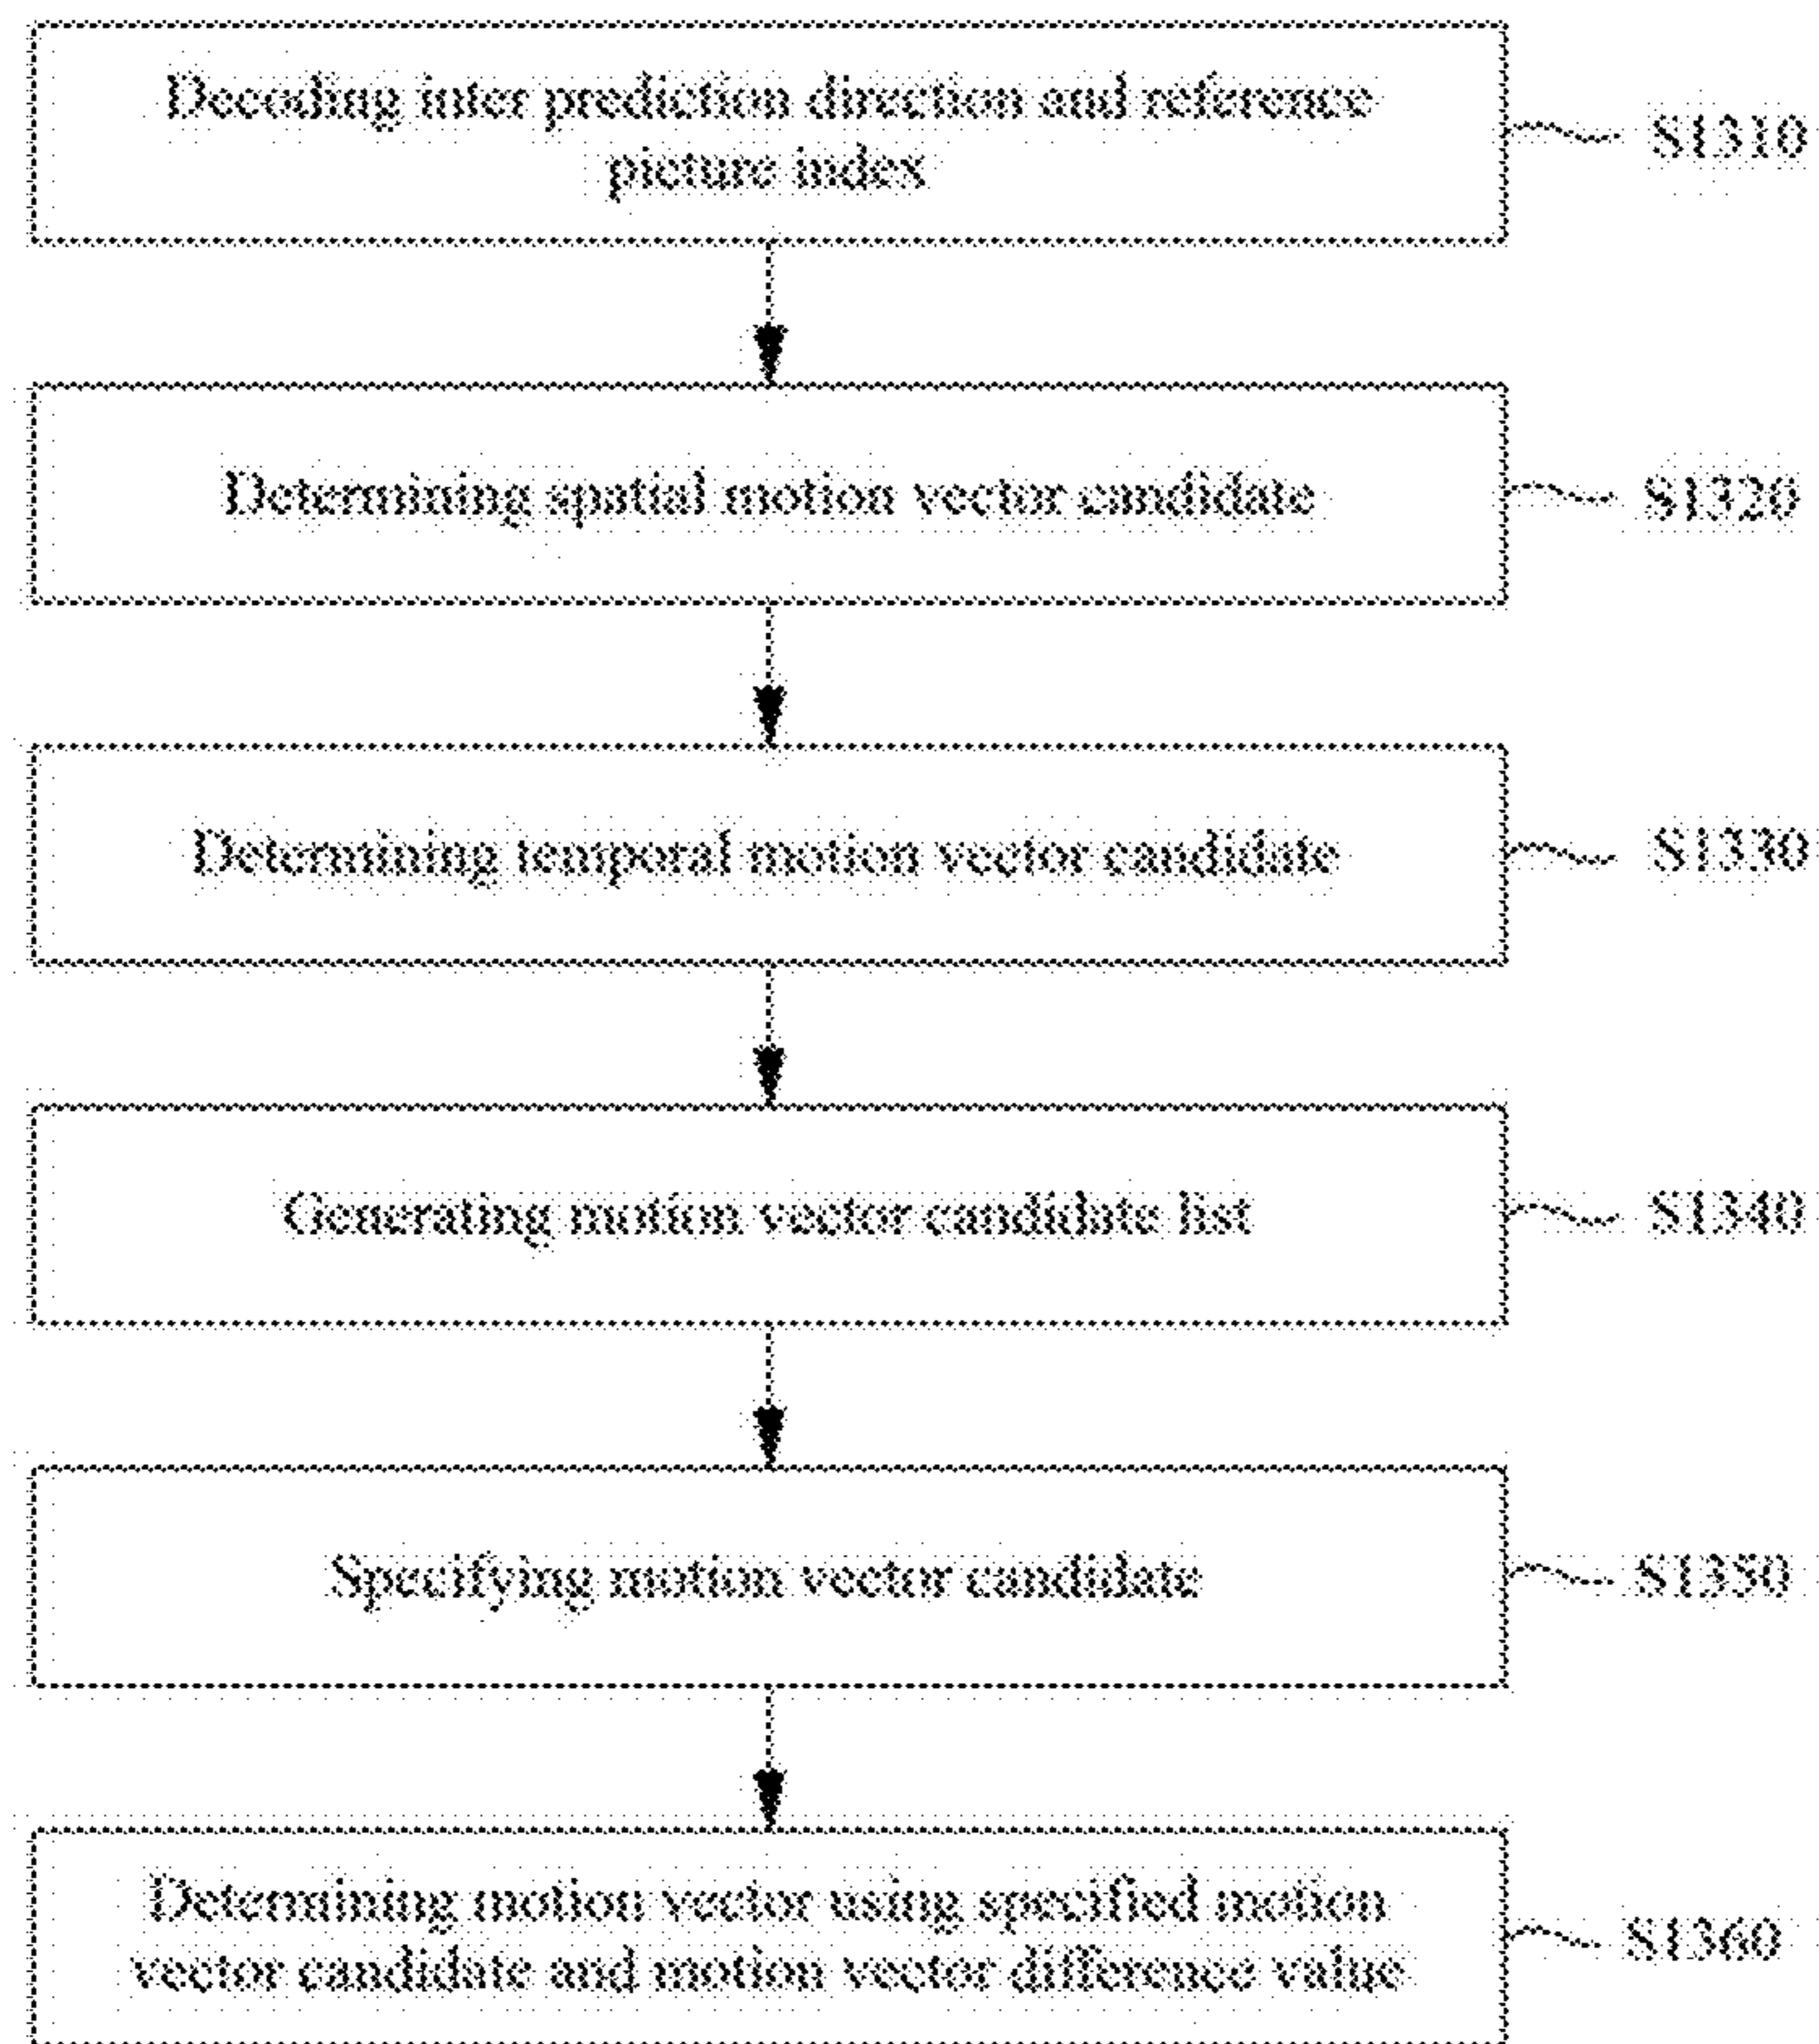 Decoding inter prediction direction and reference
picture index
S1310
Determining spatial motion vector candidate
S1320
Determining temporal motion vector candidate
S1330
Generating motion vector candidate list
S1340
Specifying motion vector candidate
S1350
Determining motion vector using specified motion
vector candidate and motion vector difference value
S1360